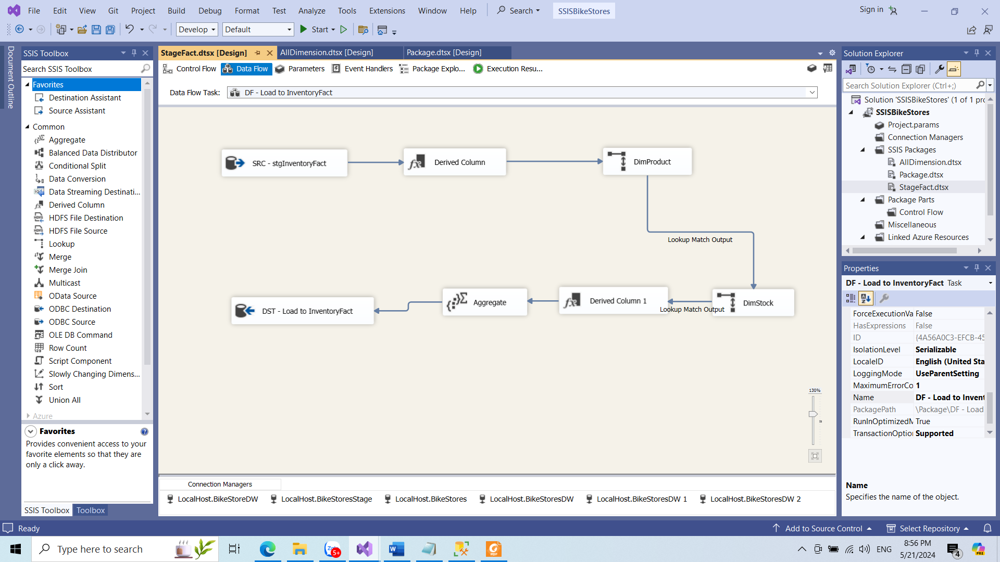 File Edit View Git Project Build Debug Format Test Analyze Tools Extensions Window Help Search SSISBikeStores Sign in
Develop Default Start
Document Outline
SSIS Toolbox
Search SSIS Toolbox
Favorites
Destination Assistant
Source Assistant
Common
Aggregate
Balanced Data Distributor
Conditional Split
Data Conversion
Data Streaming Destinati...
Derived Column
HDFS File Destination
HDFS File Source
Lookup
Merge
Merge Join
Multicast
OData Source
ODBC Destination
ODBC Source
OLE DB Command
Row Count
Script Component
Slowly Changing Dimens...
Sort
Union All
Azure
Favorites
Provides convenient access to your
favorite elements so that they are
only a click away.
SSIS Toolbox Toolbox
StageFact.dtsx [Design] AllDimension.dtsx [Design] Package.dtsx [Design]
Control Flow Data Flow Parameters Event Handlers Package Explo... Execution Resu...
Data Flow Task: DF - Load to InventoryFact
SRC - stgInventoryFact
Derived Column
DimProduct
Lookup Match Output
DimStock
Lookup Match Output
Derived Column 1
Aggregate
DST - Load to InventoryFact
130%
Connection Managers
LocalHost.BikeStoreDW LocalHost.BikeStoresStage LocalHost.BikeStores LocalHost.BikeStoresDW LocalHost.BikeStoresDW 1 LocalHost.BikeStoresDW 2
Solution Explorer
Search Solution Explorer (Ctrl+;)
Solution 'SSISBikeStores' (1 of 1 pro
SSISBikeStores
Project.params
Connection Managers
SSIS Packages
AllDimension.dtsx
Package.dtsx
StageFact.dtsx
Package Parts
Control Flow
Miscellaneous
Linked Azure Resources
Properties
DF - Load to InventoryFact Task
ForceExecutionVa False
HasExpressions False
ID {4A56A0C3-EFCB-45
IsolationLevel Serializable
LocaleID English (United Sta
LoggingMode UseParentSetting
MaximumErrorCo 1
Name DF - Load to Invent
PackagePath \Package\DF - Load
RunInOptimizedM True
TransactionOption Supported
Name
Specifies the name of the object.
Ready Add to Source Control Select Repository
Type here to search
5+
PDF
ENG
8:56 PM
5/21/2024
4
PRE